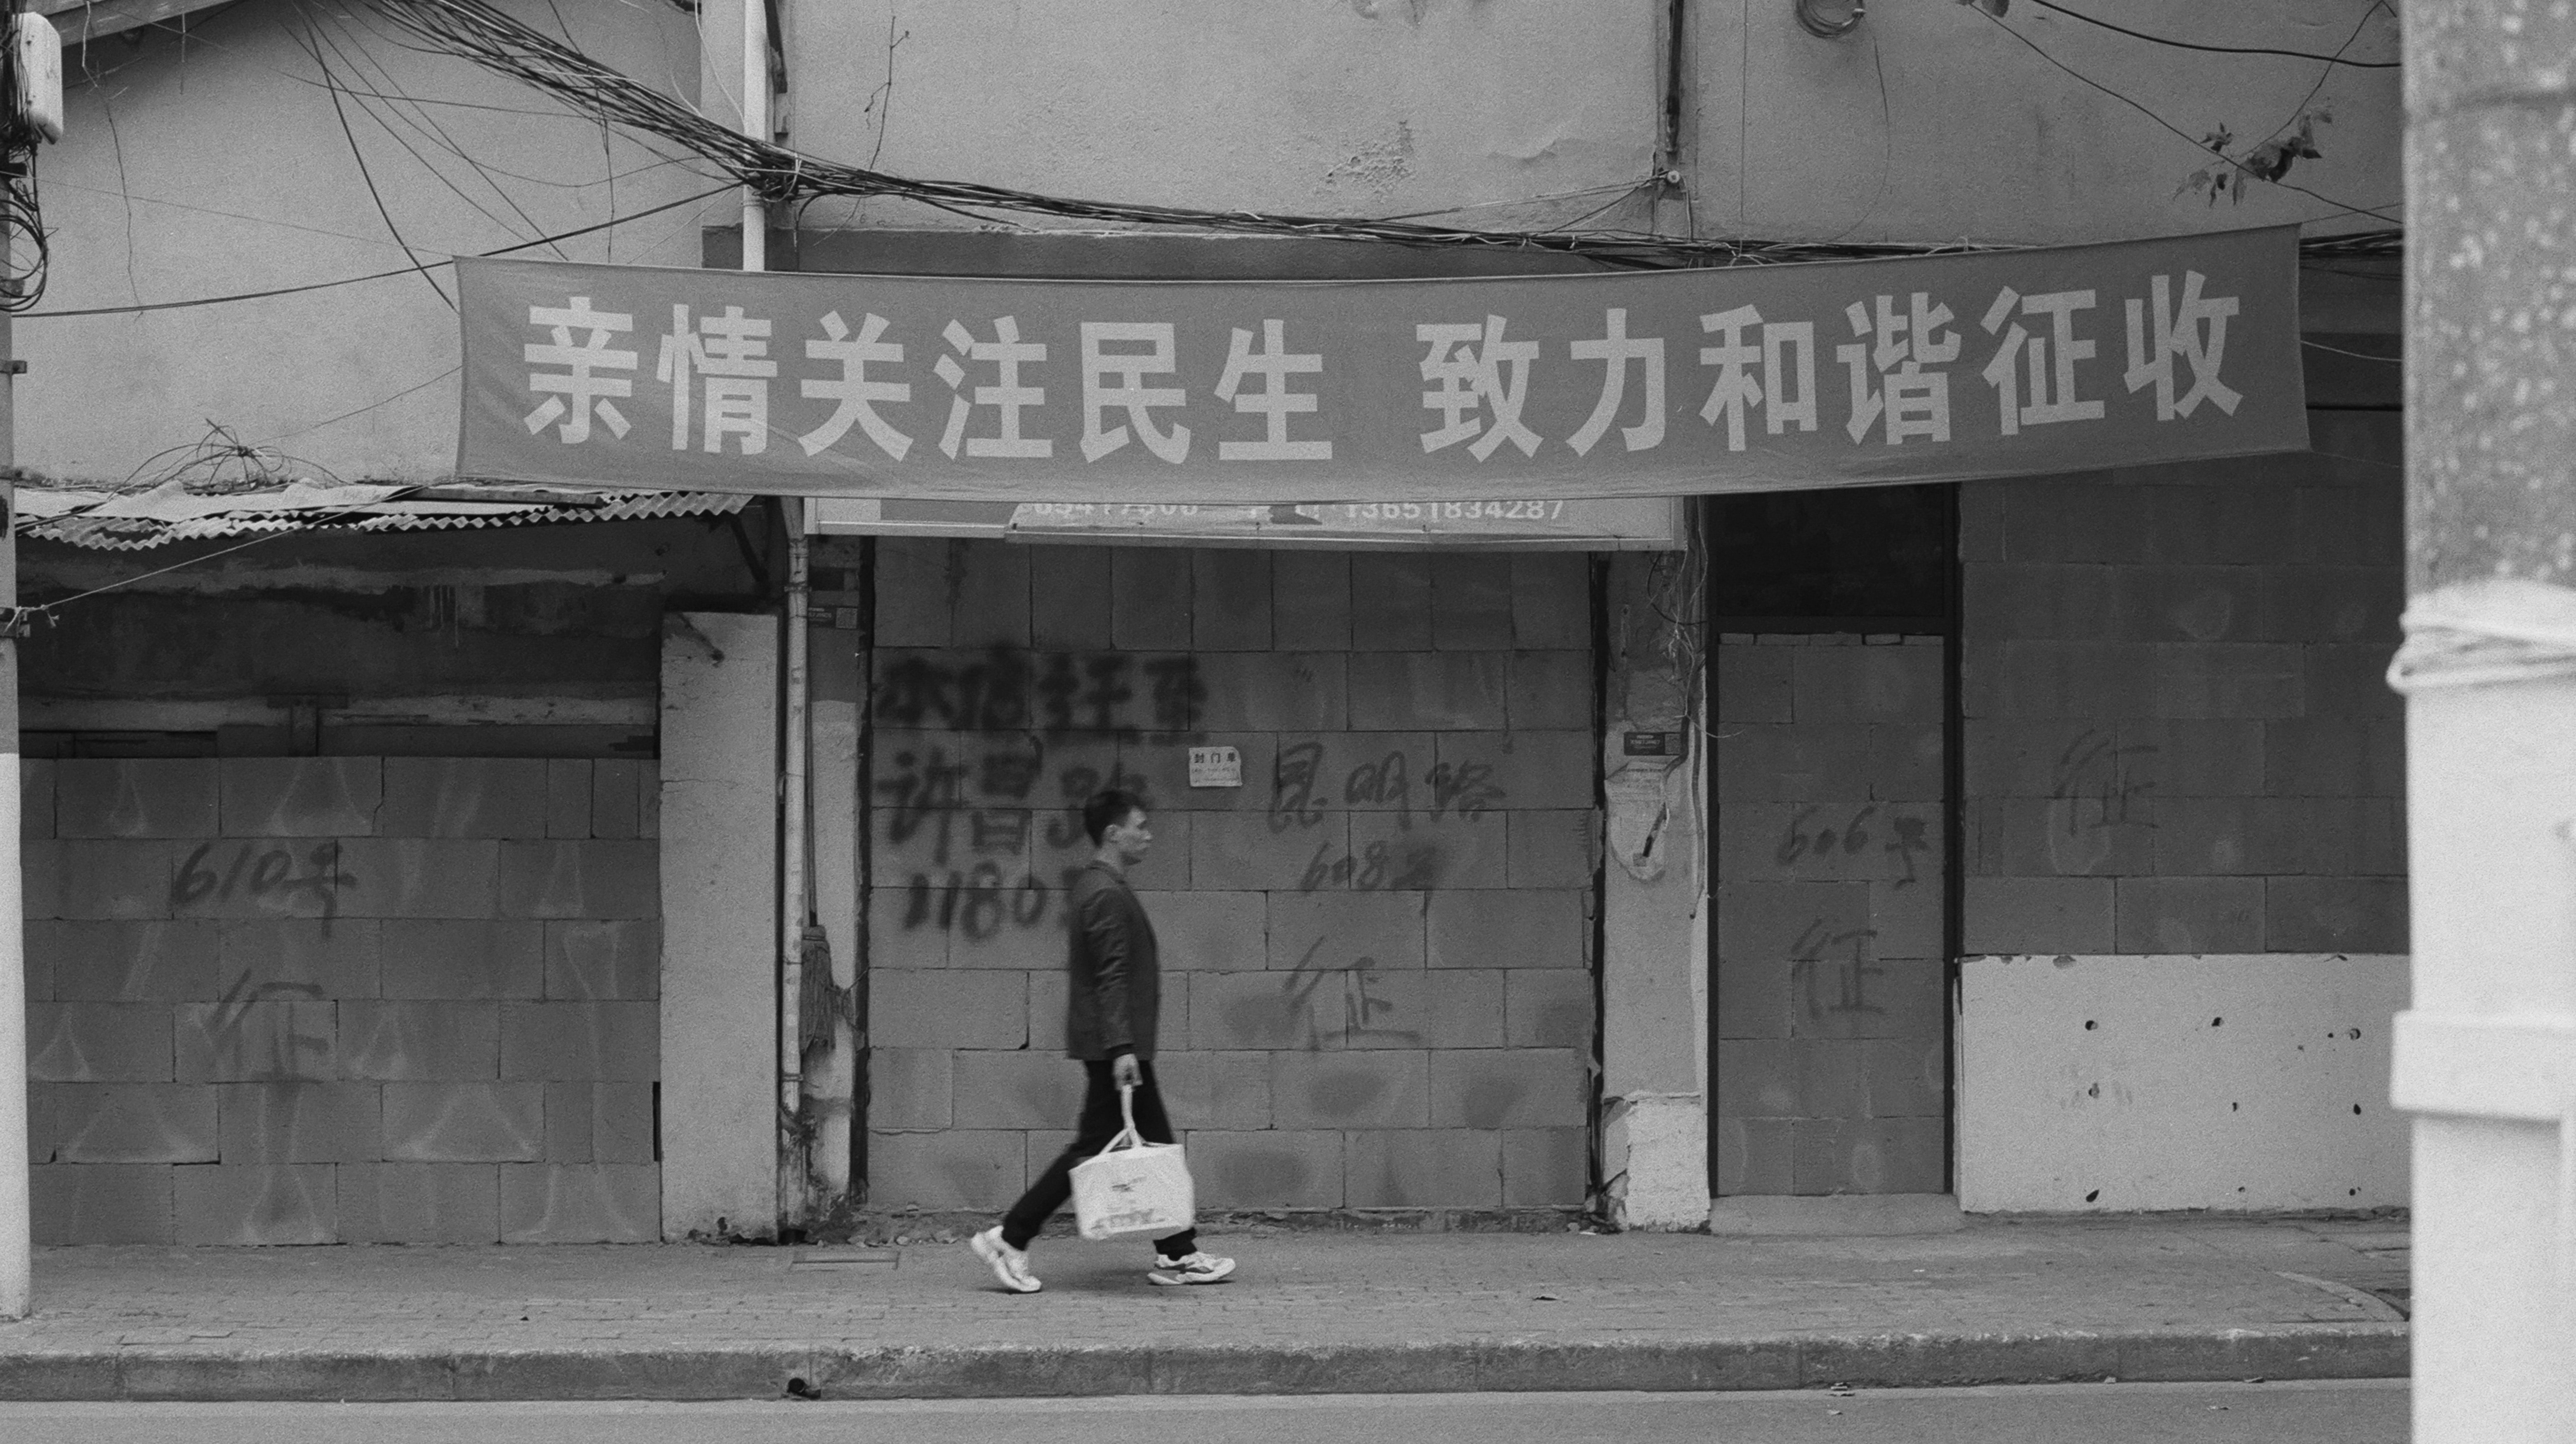 亲情关注民生 致力和谐征收
13651834287
本店迁至
许昌路
1180
封门单
昆明路
608号
征
610号
征
606号
征
征